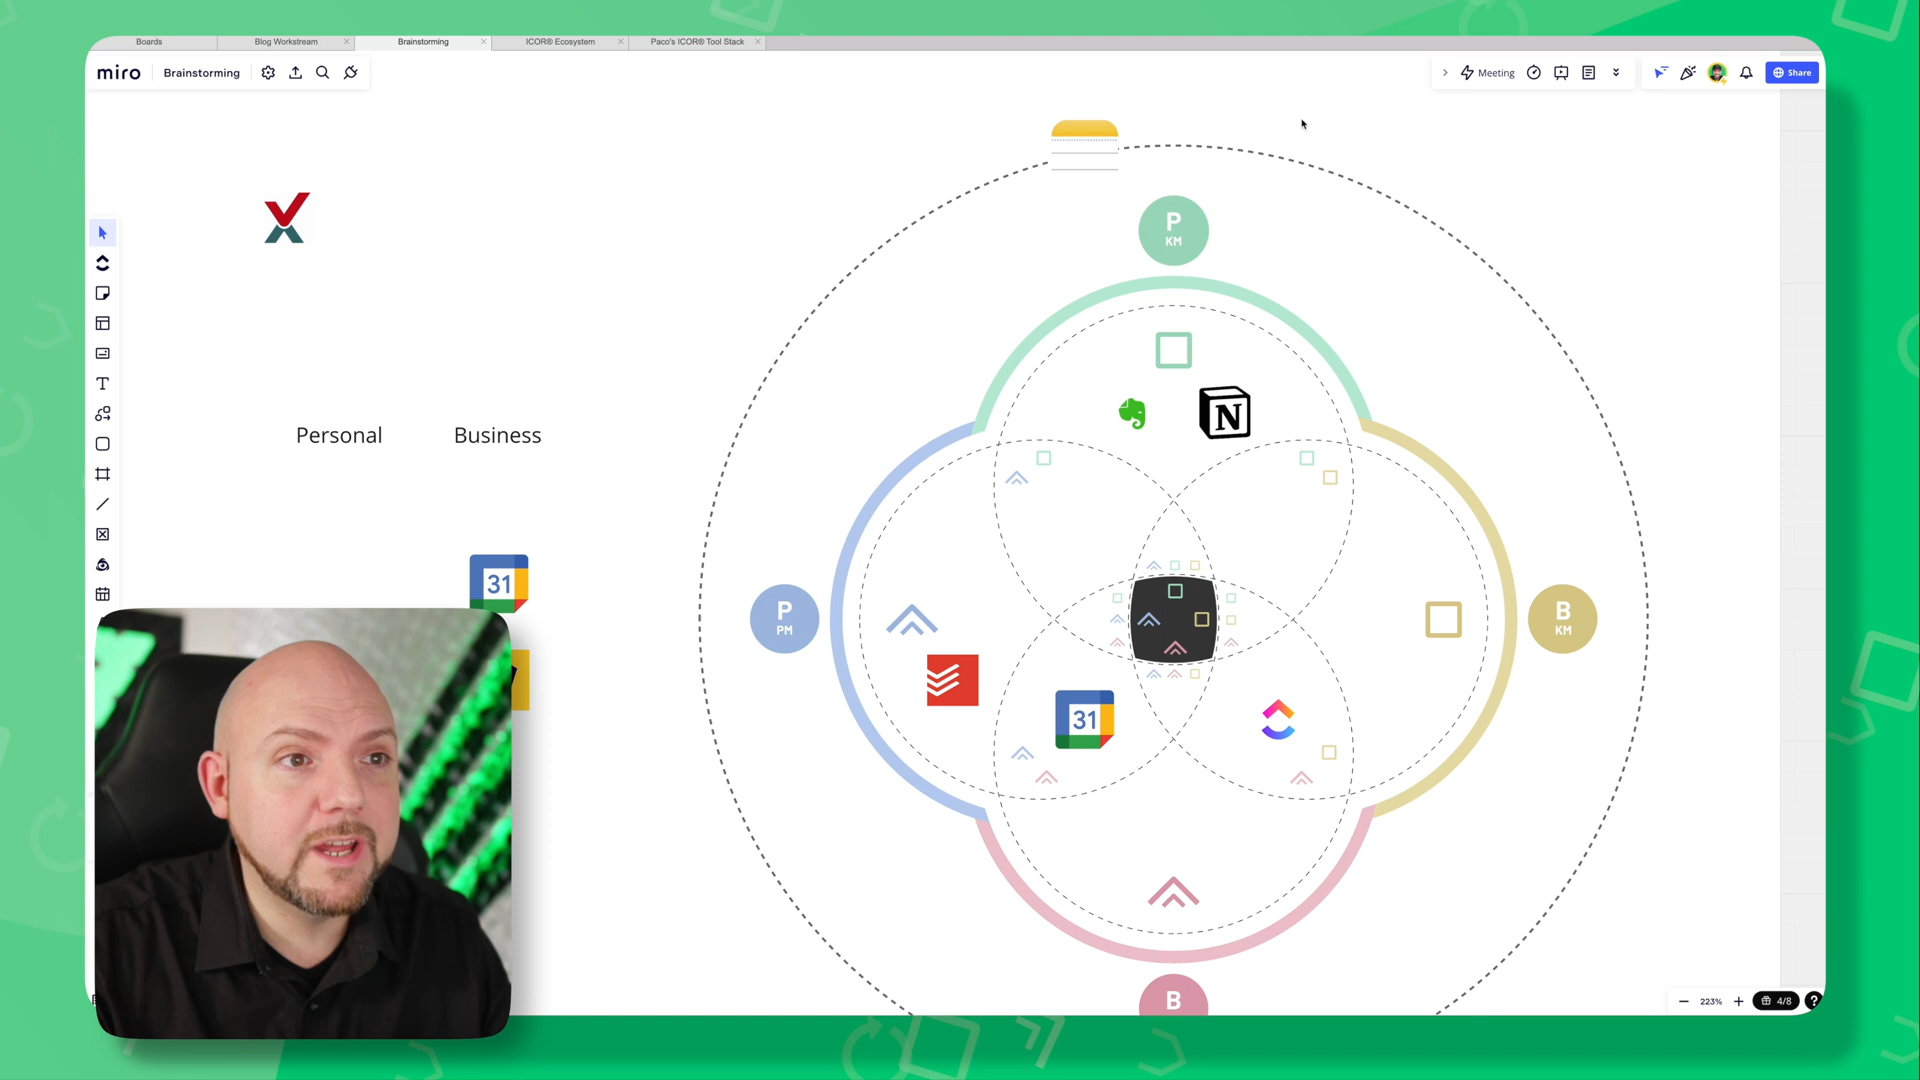 Boards
Blog Workstream
Brainstorming
ICOR® Ecosystem
Paco's ICOR® Tool Stack
miro
Brainstorming
Meeting
Share
P
KM
N
Personal
Business
31
P
PM
B
KM
31
B
223%
4/8
?